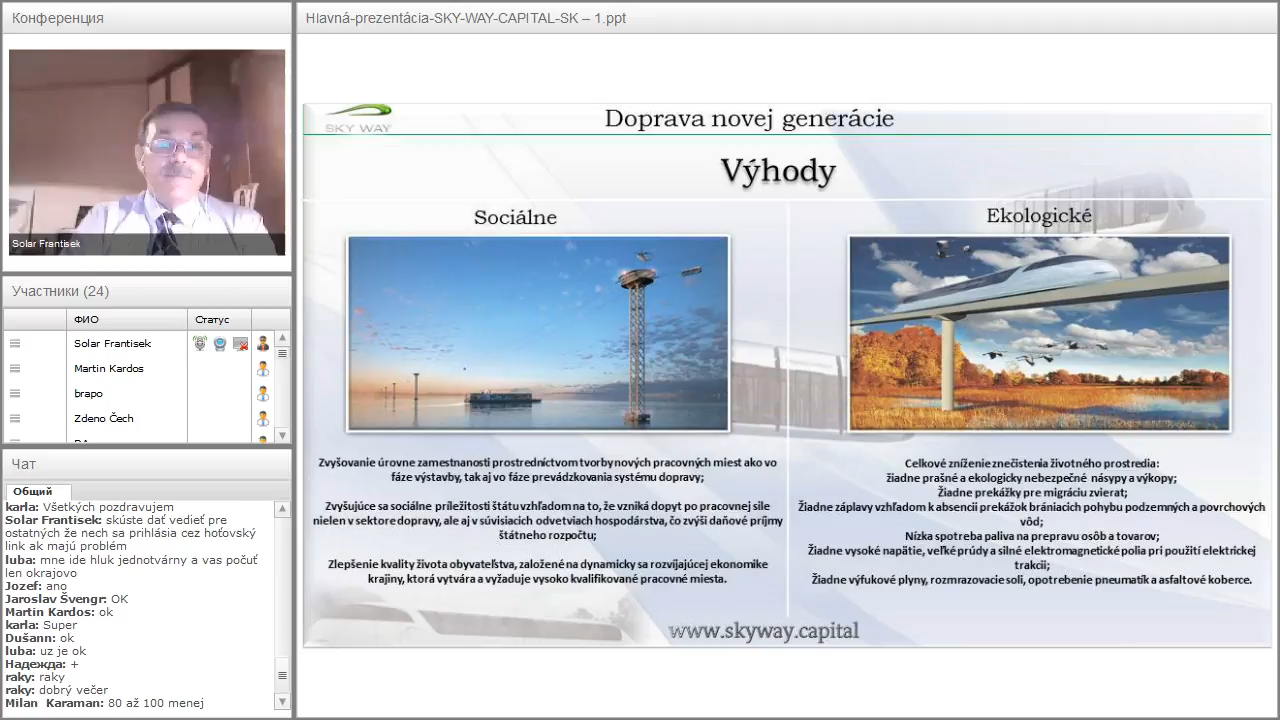 Конференция
Solar Frantisek
Участники (24)
ФИО
Статус
Solar Frantisek
Martin Kardos
brapo
Zdeno Čech
Чат
Общий
karla: Všetkých pozdravujem
Solar Frantisek: skúste dať vedieť pre
ostatných že nech sa prihlásia cez hoťovský
link ak majú problém
luba: mne ide hluk jednotvárny a vas počuť
len okrajovo
Jozef: ano
Jaroslav Švengr: OK
Martin Kardos: ok
karla: Super
Dušann: ok
luba: uz je ok
Надежда: +
raky: raky
raky: dobrý večer
Milan Karaman: 80 až 100 menej
Hlavná-prezentácia-SKY-WAY-CAPITAL-SK – 1.ppt
SKY WAY
Doprava novej generácie
Výhody
Sociálne
Zvyšovanie úrovne zamestnanosti prostredníctvom tvorby nových pracovných miest ako vo
fáze výstavby, tak aj vo fáze prevádzkovania systému dopravy;
Zvyšujúce sa sociálne príležitosti štátu vzhľadom na to, že vzniká dopyt po pracovnej sile
nielen v sektore dopravy, ale aj v súvisiacich odvetviach hospodárstva, čo zvýši daňové príjmy
štátneho rozpočtu;
Zlepšenie kvality života obyvateľstva, založené na dynamicky sa rozvíjajúcej ekonomike
krajiny, ktorá vytvára a vyžaduje vysoko kvalifikované pracovné miesta.
Ekologické
Celkové zníženie znečistenia životného prostredia:
žiadne prašné a ekologicky nebezpečné násypy a výkopy;
Žiadne prekážky pre migráciu zvierat;
Žiadne záplavy vzhľadom k absencii prekážok brániacich pohybu podzemných a povrchových
vôd;
Nízka spotreba paliva na prepravu osôb a tovarov;
Žiadne vysoké napätie, veľké prúdy a silné elektromagnetické polia pri použití elektrickej
trakcii;
Žiadne výfukové plyny, rozmrazovacie soli, opotrebenie pneumatík a asfaltové koberce.
www.skyway.capital